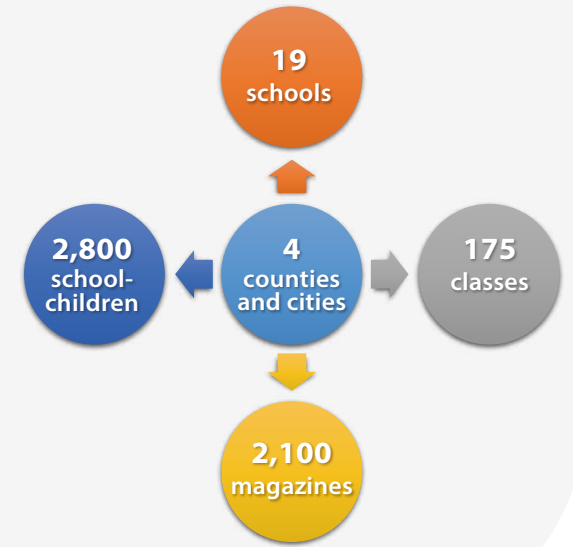 19
schools
2,800
school-
children
4
counties
and cities
175
classes
2,100
magazines